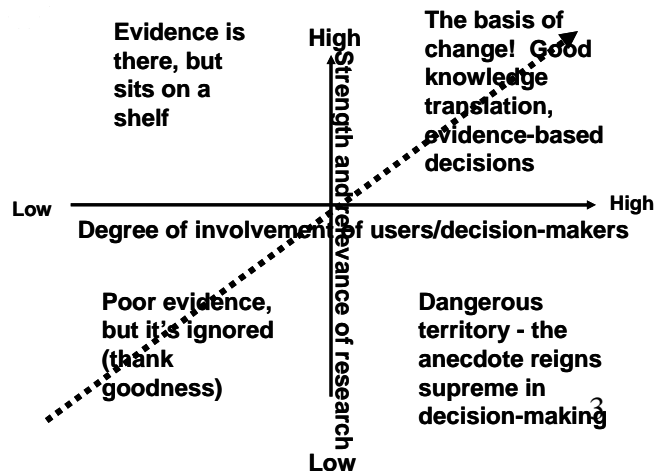 Evidence is
there, but
sits on a
shelf
High
The basis of
change!  Good
knowledge
translation,
evidence-based
decisions
Strength and relevance of research
Low
High
Degree of involvement of users/decision-makers
Poor evidence,
but it's ignored
(thank
goodness)
Dangerous
territory - the
anecdote reigns
supreme in
decision-making
3
Low